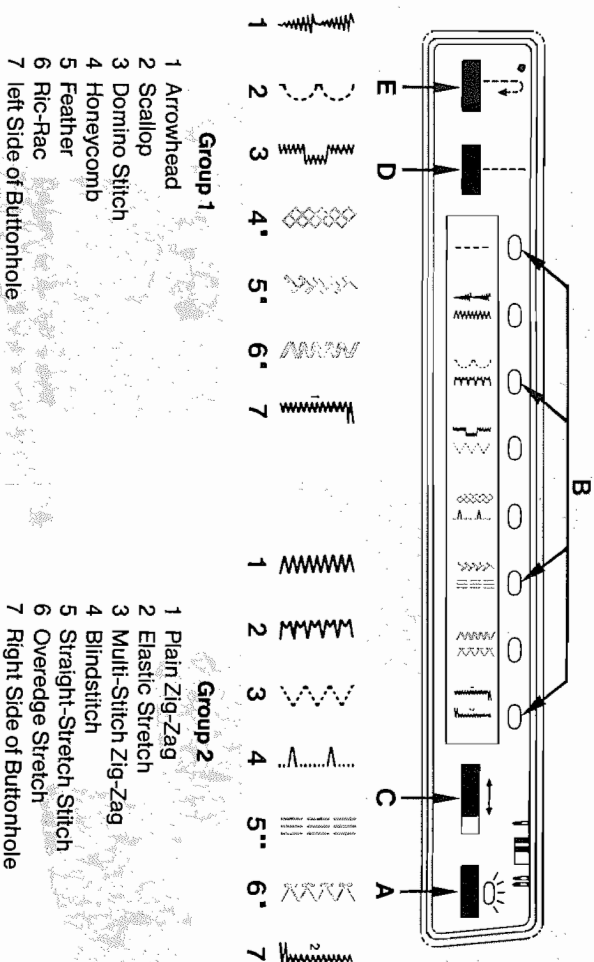 B
E D C A
1 2
1 2 3 4* 5* 6* 7 1 2 3 4 5** 6* 7
Group 1
1 Arrowhead
2 Scallop
3 Domino Stitch
4 Honeycomb
5 Feather
6 Ric-Rac
7 left Side of Buttonhole
Group 2
1 Plain Zig-Zag
2 Elastic Stretch
3 Multi-Stitch Zig-Zag
4 Blindstitch
5 Straight-Stretch Stitch
6 Overedge Stretch
7 Right Side of Buttonhole